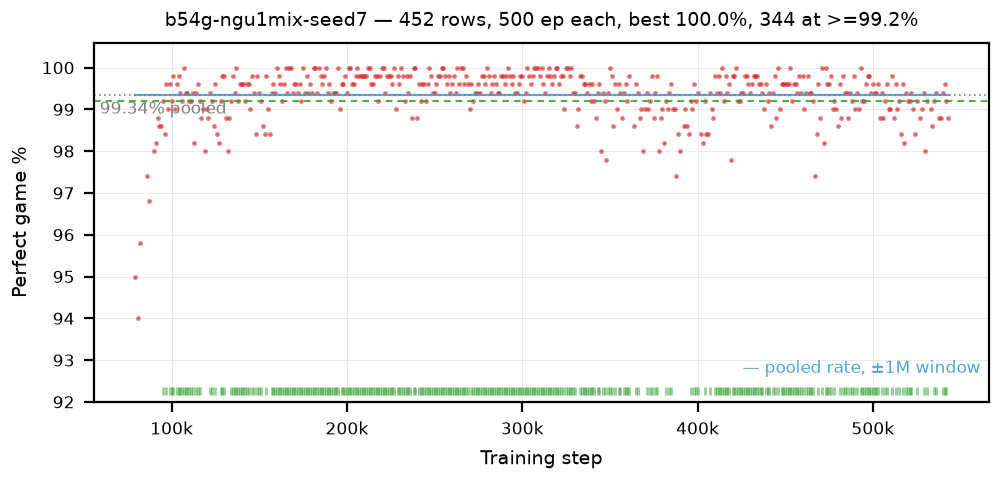 b54g-ngu1mix-seed7 — 452 rows, 500 ep each, best 100.0%, 344 at >=99.2%
Perfect game %
100
99
98
97
96
95
94
93
92
99.34% pooled
— pooled rate, ±1M window
100k
200k
300k
400k
500k
Training step